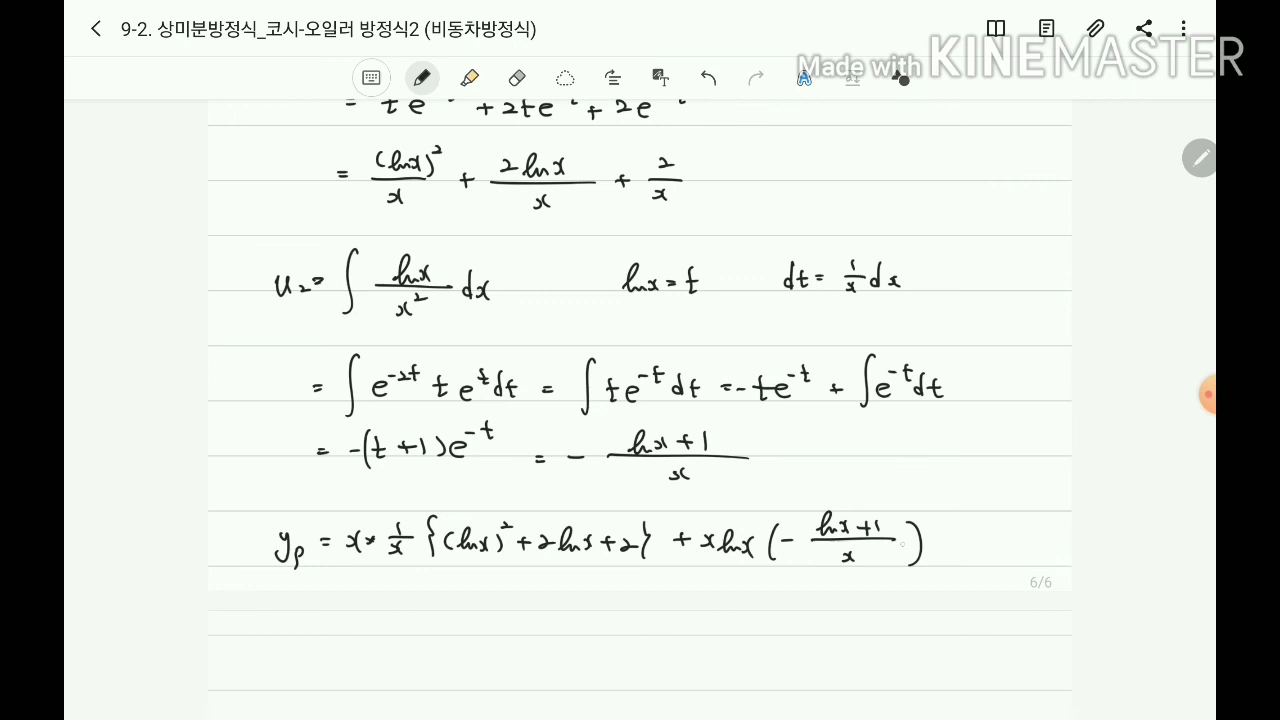 9-2. 상미분방정식_코시-오일러 방정식2 (비동차방정식)
Made with KINEMASTER
= + 2te + 2e
= (lnx)²/x + 2lnx/x + 2/x
u₂= ∫ lnx/x² dx lnx = t dt = 1/x dx
= ∫ e^{-2t} t e^t dt = ∫ te^{-t} dt = -te^{-t} + ∫e^{-t}dt
= -(t+1)e^{-t} = - lnx+1/x
y_p = x * 1/x {(lnx)² + 2lnx + 2} + xlnx (- lnx+1/x)
6/6